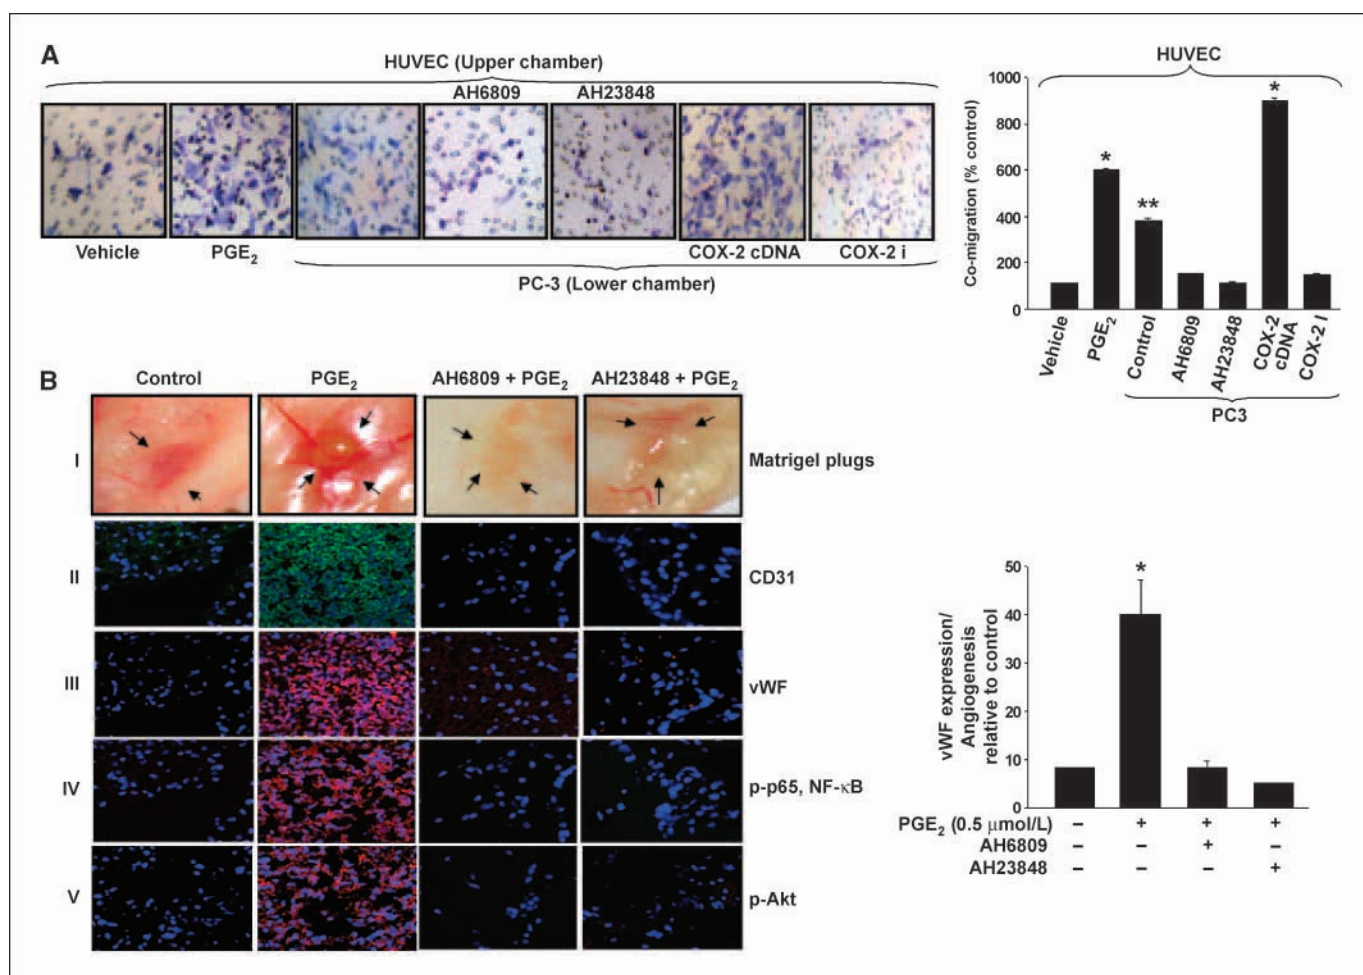 A
HUVEC (Upper chamber)
AH6809 AH23848
Vehicle PGE2 COX-2 cDNA COX-2 i
PC-3 (Lower chamber)
HUVEC
Co-migration (% control)
1000
800
600
400
200
0
*
**
*
Vehicle
PGE2
Control
AH6809
AH23848
COX-2
cDNA
COX-2 I
PC3
B
Control PGE2 AH6809 + PGE2 AH23848 + PGE2
I Matrigel plugs
II CD31
III vWF
IV p-p65, NF-κB
V p-Akt
vWF expression/
Angiogenesis
relative to control
50
40
30
20
10
0
*
PGE2 (0.5 μmol/L) – + + +
AH6809 – – + –
AH23848 – – – +